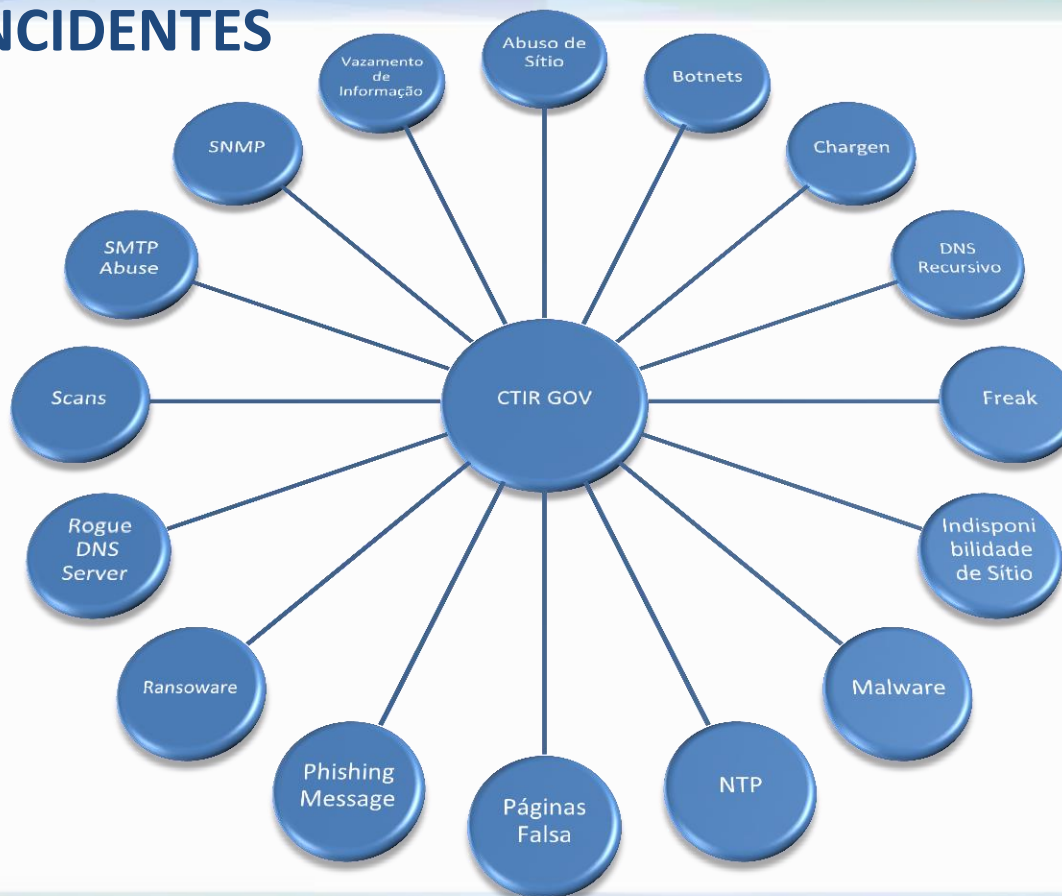 NCIDENTES
Abuso de
Sítio
Botnets
Chargen
DNS
Recursivo
Freak
Indisponi
bilidade
de Sítio
Malware
NTP
Páginas
Falsa
Phishing
Message
Ransoware
Rogue
DNS
Server
Scans
SMTP
Abuse
SNMP
Vazamento
de
Informação
CTIR GOV